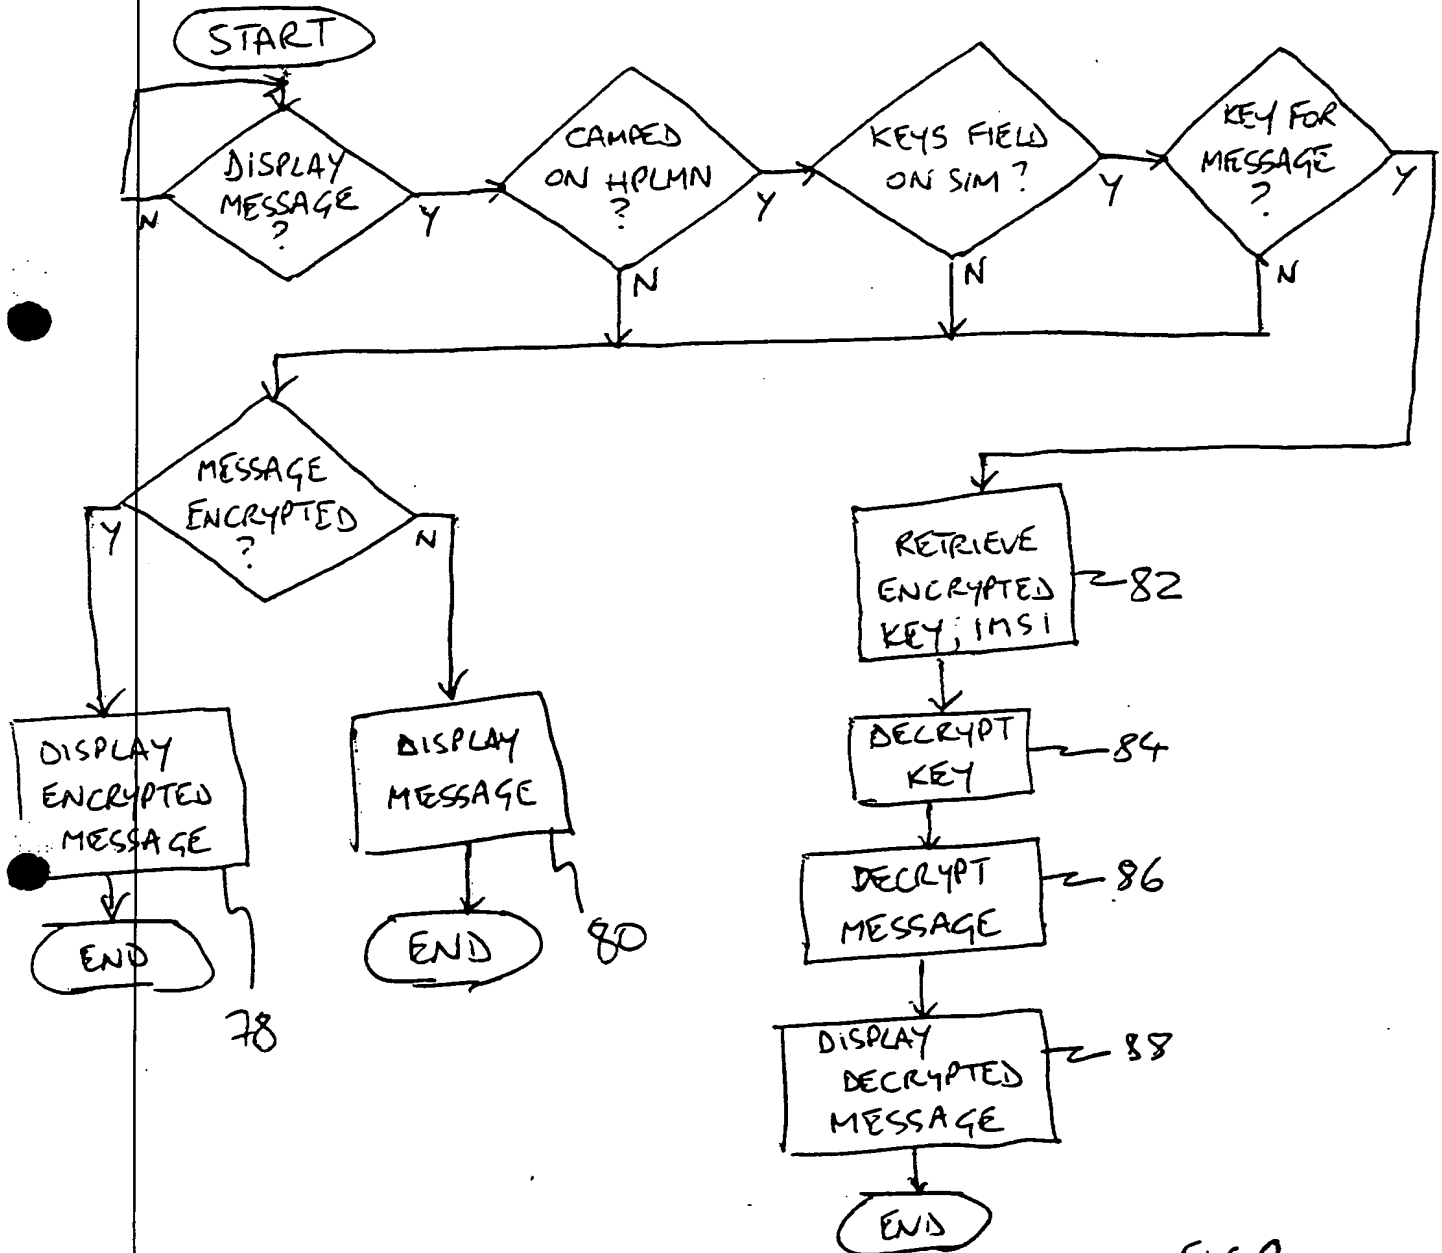 START
DISPLAY
MESSAGE
?
N
Y
CAMPED
ON HPLMN
?
Y
N
KEYS FIELD
ON SIM ?
Y
N
KEY FOR
MESSAGE
?
Y
N
MESSAGE
ENCRYPTED
?
Y
N
DISPLAY
ENCRYPTED
MESSAGE
END
78
DISPLAY
MESSAGE
END
80
RETRIEVE
ENCRYPTED
KEY; IMSI
82
DECRYPT
KEY
84
DECRYPT
MESSAGE
86
DISPLAY
DECRYPTED
MESSAGE
88
END